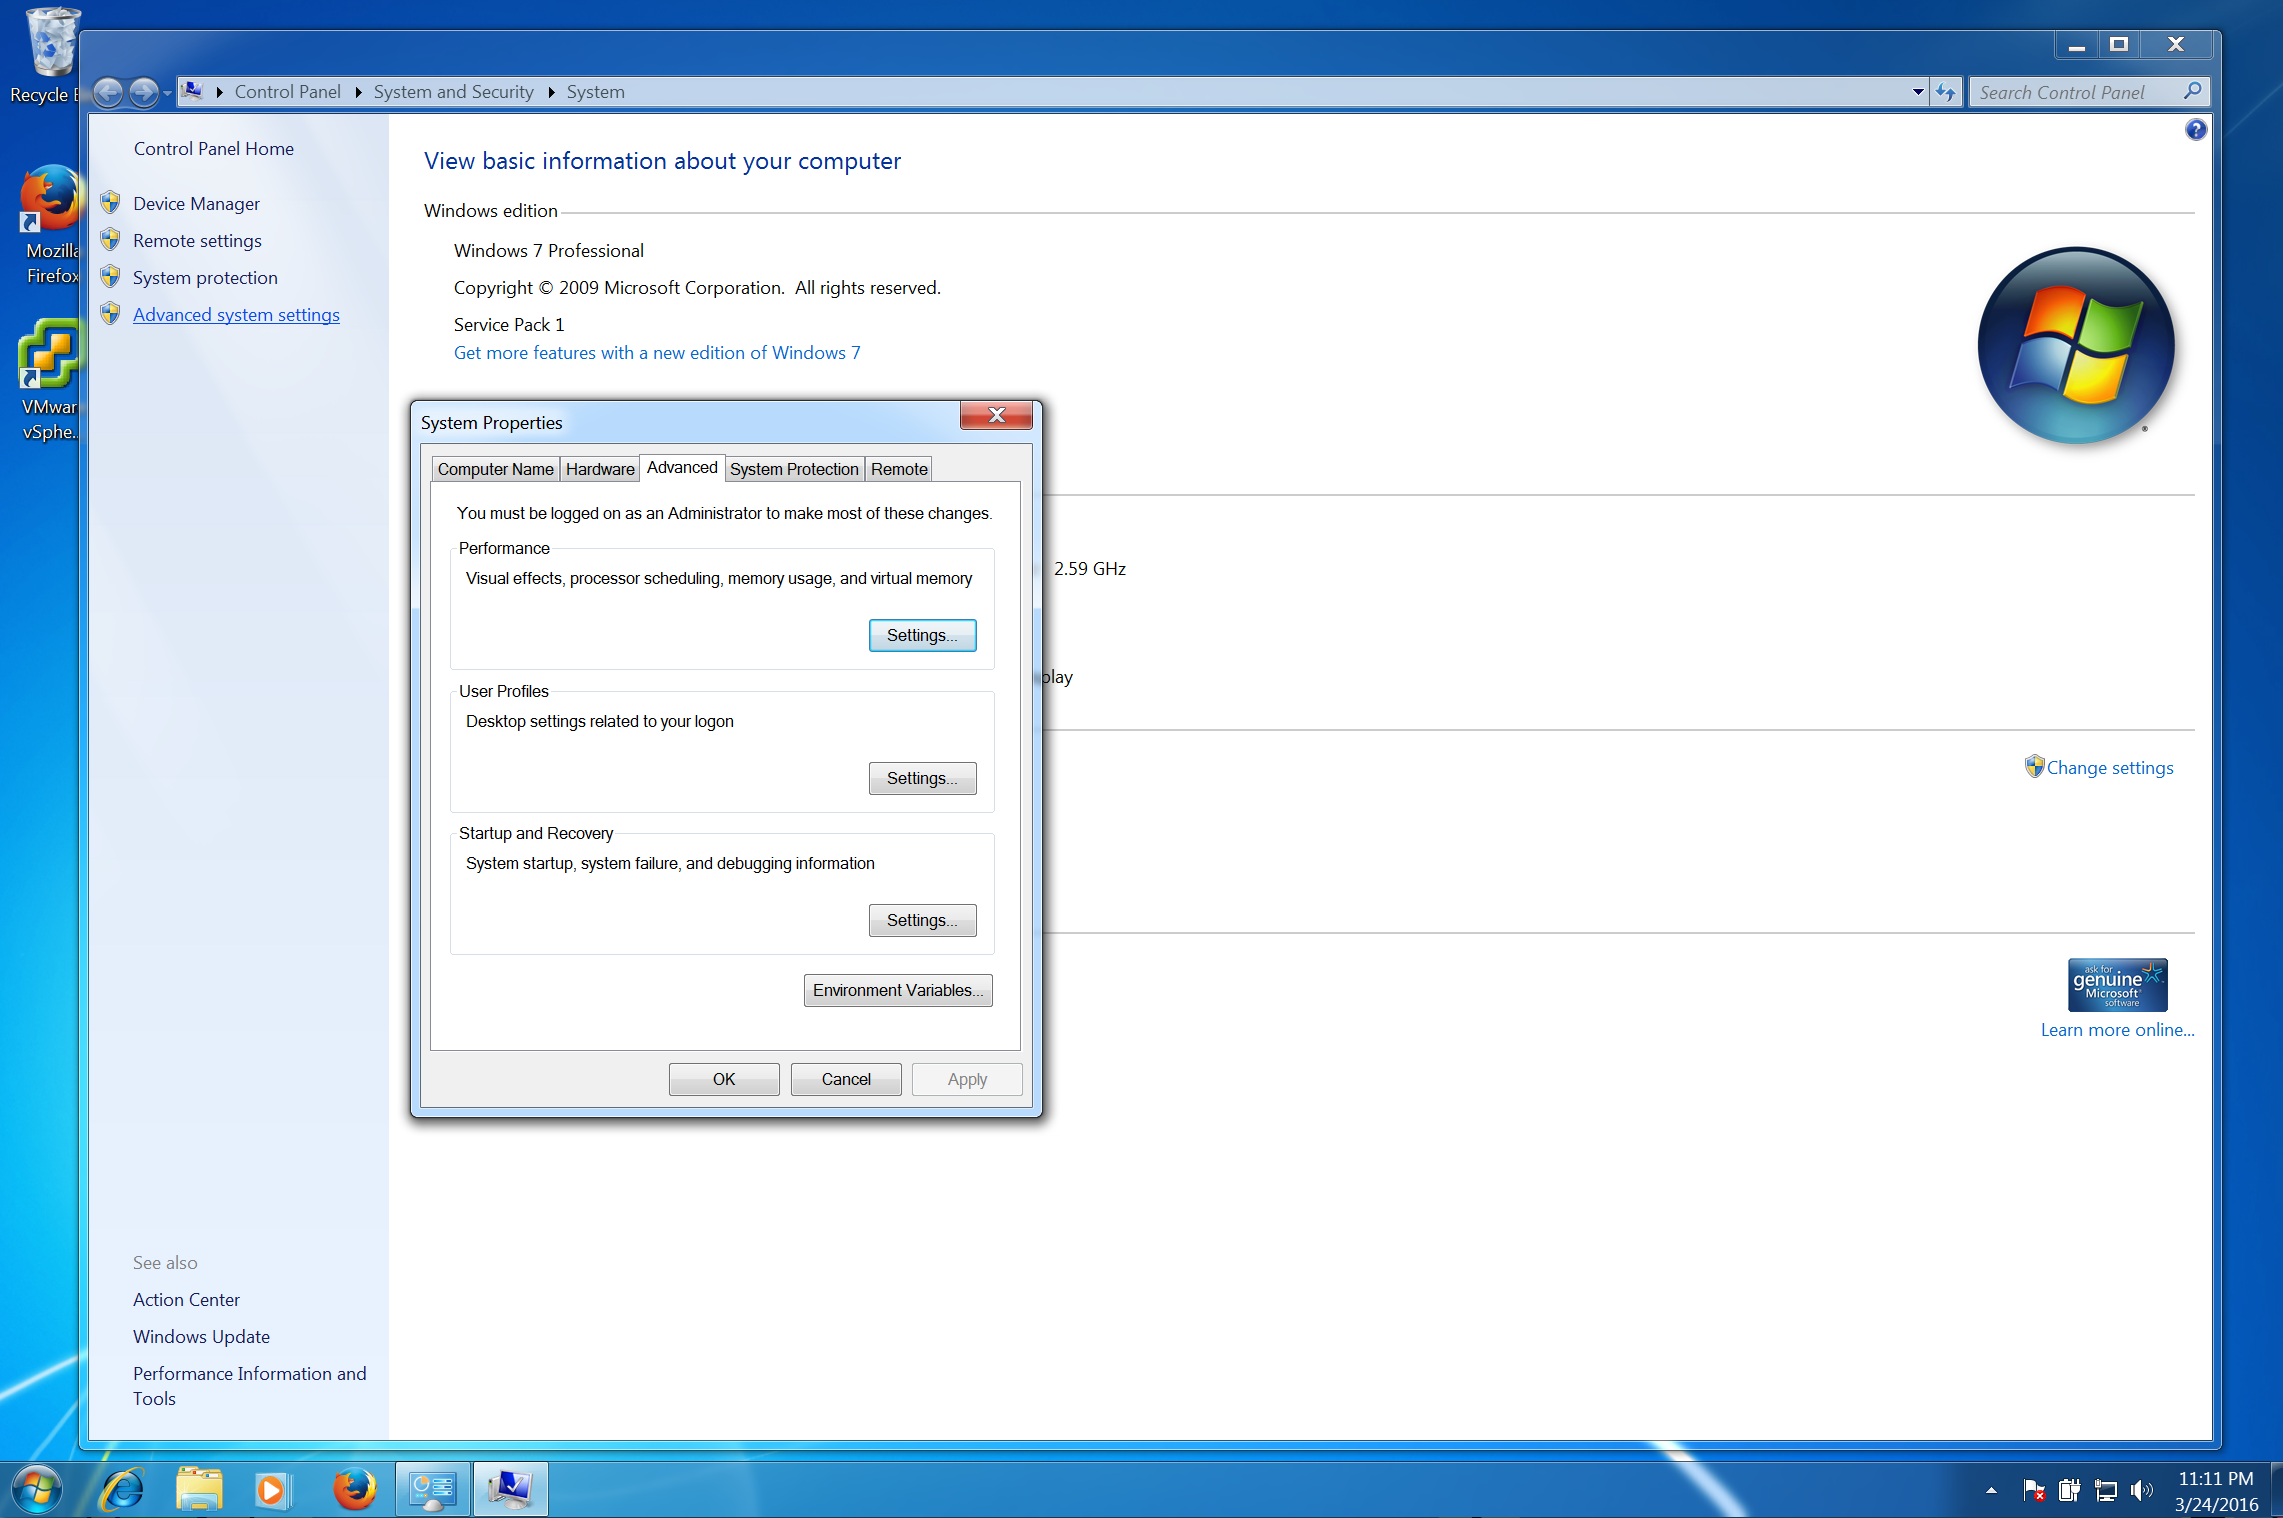 Recycle
Mozilla
Firefox
VMwar
vSphe..
Control Panel
System and Security
System
Search Control Panel
Control Panel Home
Device Manager
Remote settings
System protection
Advanced system settings
View basic information about your computer
Windows edition
Windows 7 Professional
Copyright © 2009 Microsoft Corporation.  All rights reserved.
Service Pack 1
Get more features with a new edition of Windows 7
System Properties
Computer Name
Hardware
Advanced
System Protection
Remote
You must be logged on as an Administrator to make most of these changes.
Performance
Visual effects, processor scheduling, memory usage, and virtual memory
Settings...
User Profiles
Desktop settings related to your logon
Settings...
Startup and Recovery
System startup, system failure, and debugging information
Settings...
Environment Variables...
OK
Cancel
Apply
2.59 GHz
play
Change settings
ask for
genuine
Microsoft
software
Learn more online...
See also
Action Center
Windows Update
Performance Information and
Tools
11:11 PM
3/24/2016